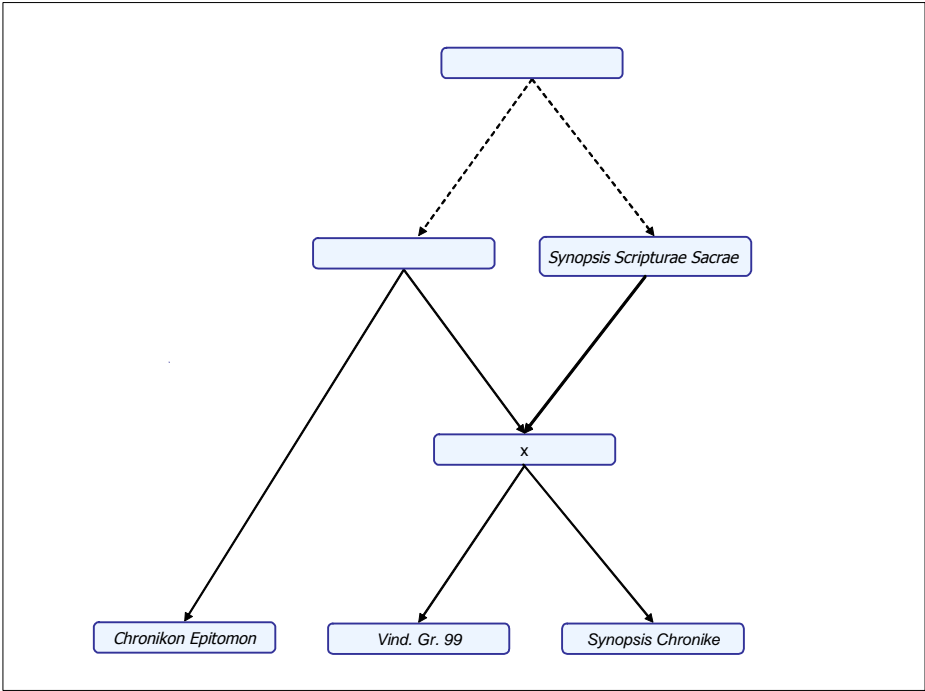 Synopsis Scripturae Sacrae
x
Chronikon Epitomon
Vind. Gr. 99
Synopsis Chronike